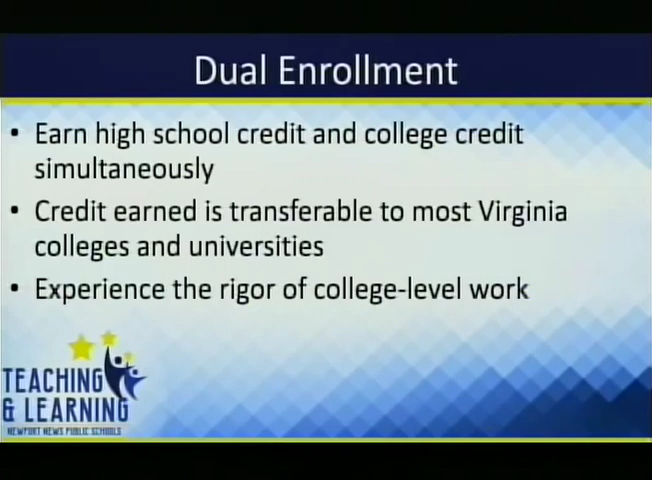 Dual Enrollment
• Earn high school credit and college credit
simultaneously
• Credit earned is transferable to most Virginia
colleges and universities
• Experience the rigor of college-level work
TEACHING
& LEARNING
NEWPORT NEWS PUBLIC SCHOOLS